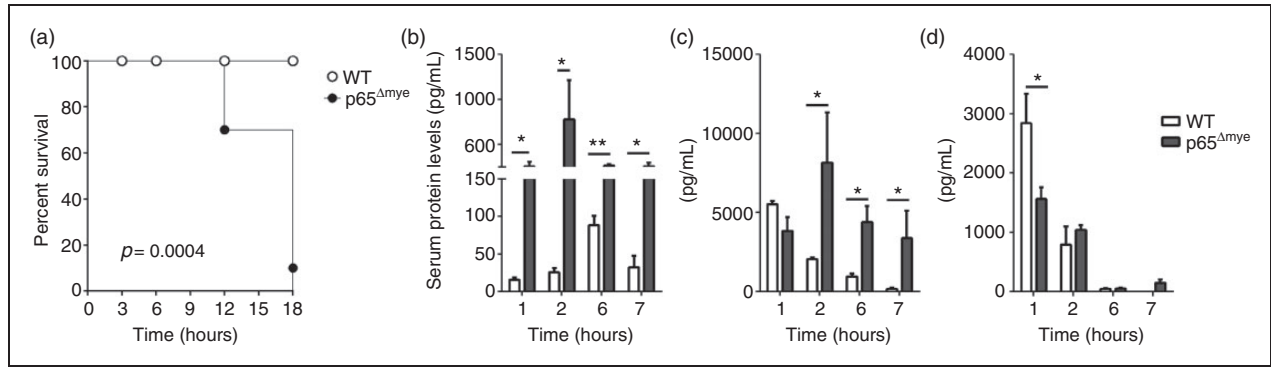 (a)
100
80
60
40
20
0
Percent survival
p = 0.0004
0 3 6 9 12 15 18
Time (hours)
WT
p65Δmye
(b)
Serum protein levels (pg/mL)
1500
1000
600
150
100
50
0
* * ** *
1 2 6 7
Time (hours)
(c)
(pg/mL)
15000
10000
5000
0
* * *
1 2 6 7
Time (hours)
(d)
(pg/mL)
4000
3000
2000
1000
0
*
1 2 6 7
Time (hours)
WT
p65Δmye